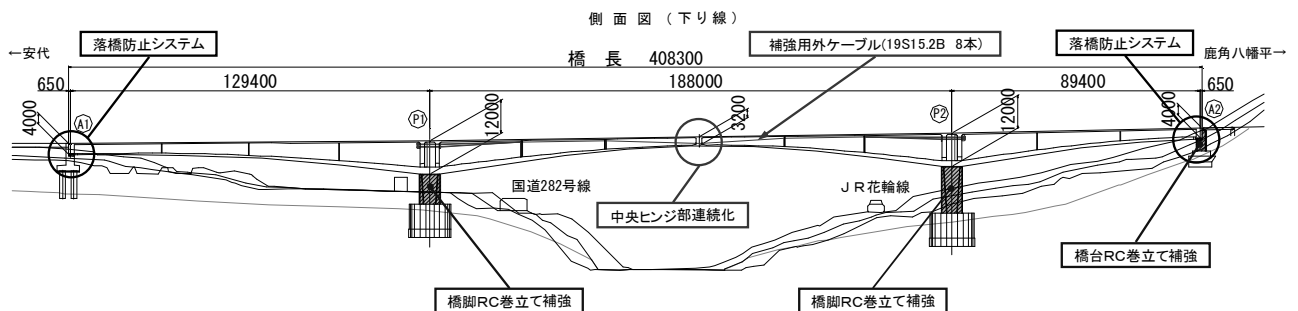 側面図（下り線）
←安代
落橋防止システム
橋長 408300
補強用外ケーブル(19S15.2B 8本)
落橋防止システム
鹿角八幡平→
650
129400
188000
89400
650
4000
A1
P1
12000
3200
P2
12000
4000
A2
国道282号線
JR花輪線
中央ヒンジ部連続化
橋台RC巻立て補強
橋脚RC巻立て補強
橋脚RC巻立て補強